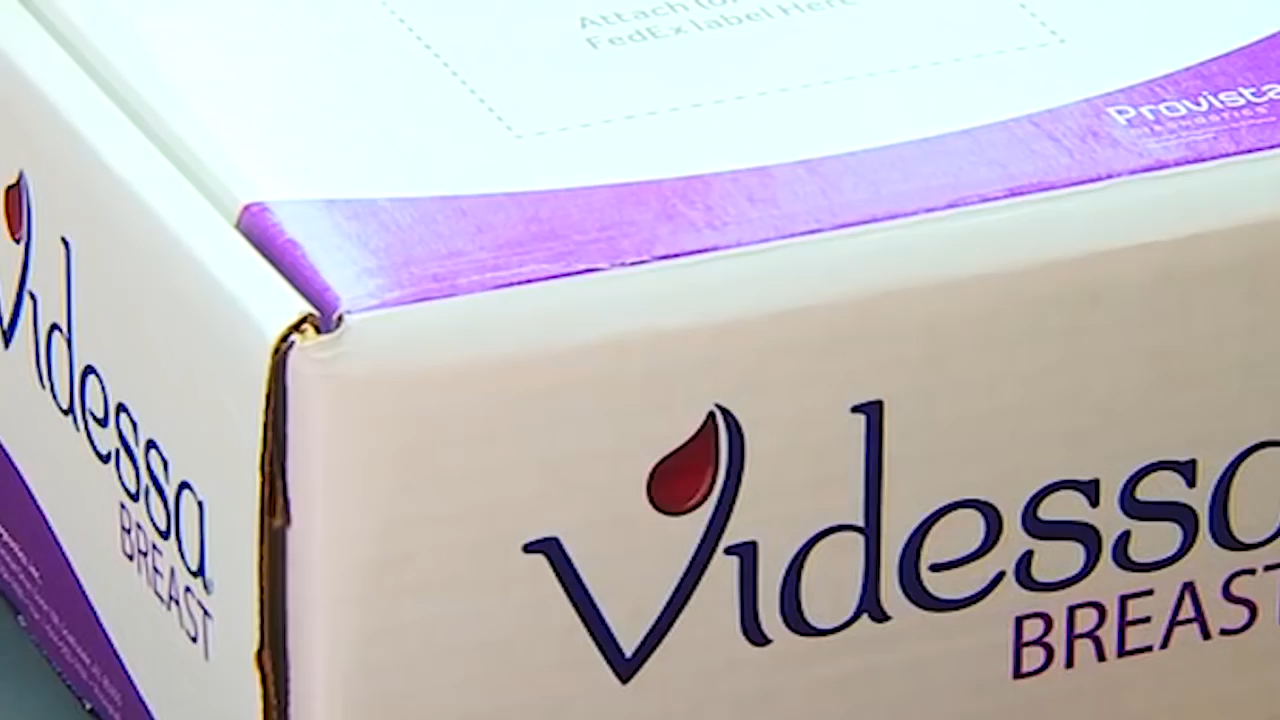 Attach
FedEx label Here
Provista
Videssa
BREAST
Videssa
BREAST